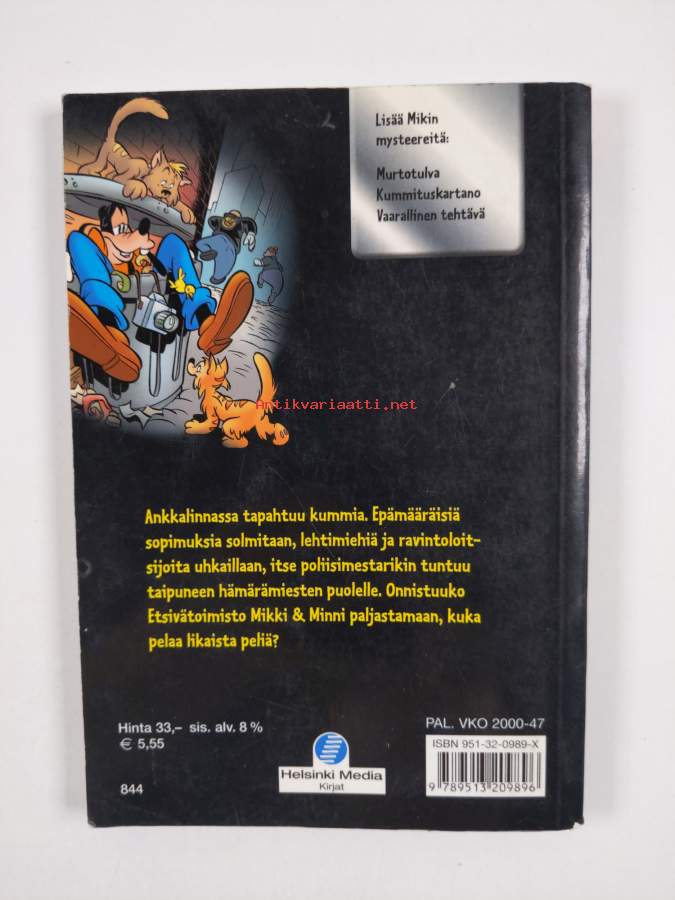 Lisää Mikin
mysteereitä:
Murtotulva
Kummituskartano
Vaarallinen tehtävä
antikvariaatti.net
Ankkalinnassa tapahtuu kummia. Epämääräisiä
sopimuksia solmitaan, lehtimiehiä ja ravintoloit-
sijoita uhkaillaan, itse poliisimestarikin tuntuu
taipuneen hämärämiesten puolelle. Onnistuuko
Etsivätoimisto Mikki & Minni paljastamaan, kuka
pelaa likaista peliä?
Hinta 33,– sis. alv. 8 %
€ 5,55
844
Helsinki Media
Kirjat
PAL. VKO 2000-47
ISBN 951-32-0989-X
9 789513 209896